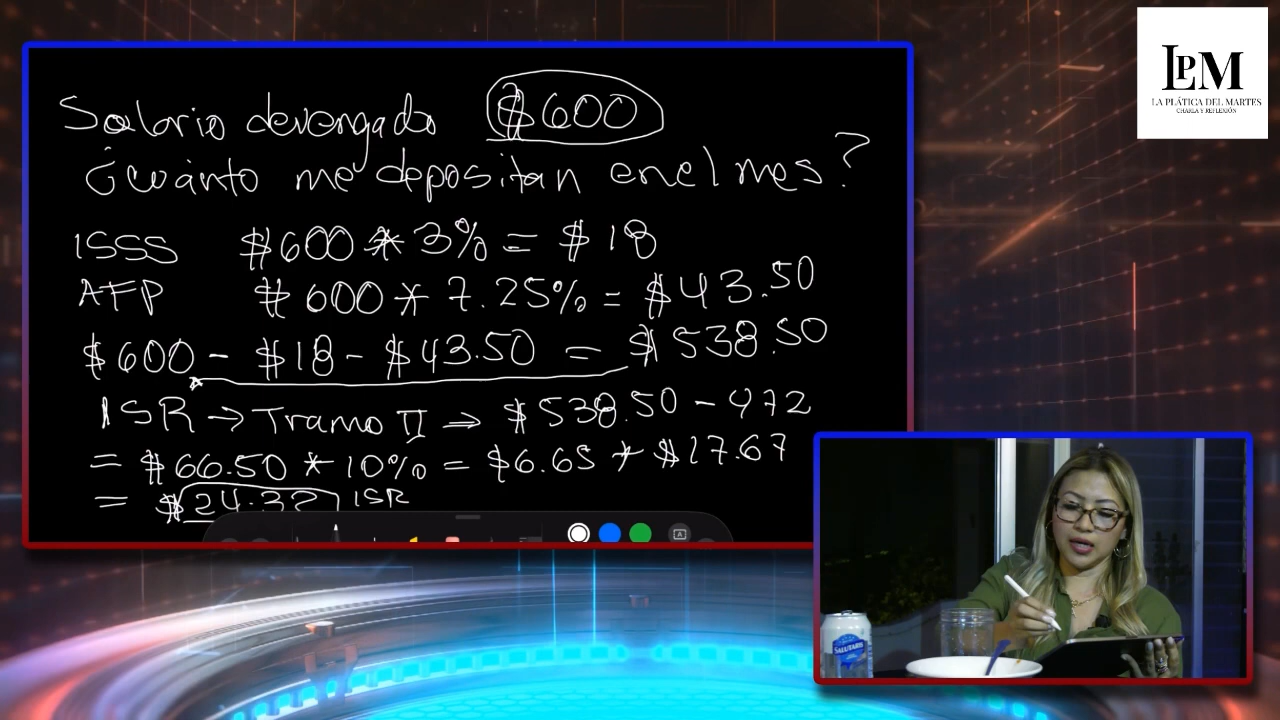 Salario devengado $600
¿cuánto me depositan en el mes?
ISSS $600 * 3% = $18
AFP $600 * 7.25% = $43.50
$600 - $18 - $43.50 = $538.50
ISR → Tramo II ⇒ $538.50 - 472
= $66.50 * 10% = $6.65 + $17.67
= $24.32 ISR
LPM
LA PLÁTICA DEL MARTES
CHARLA Y REFLEXIÓN
SALUTARIS